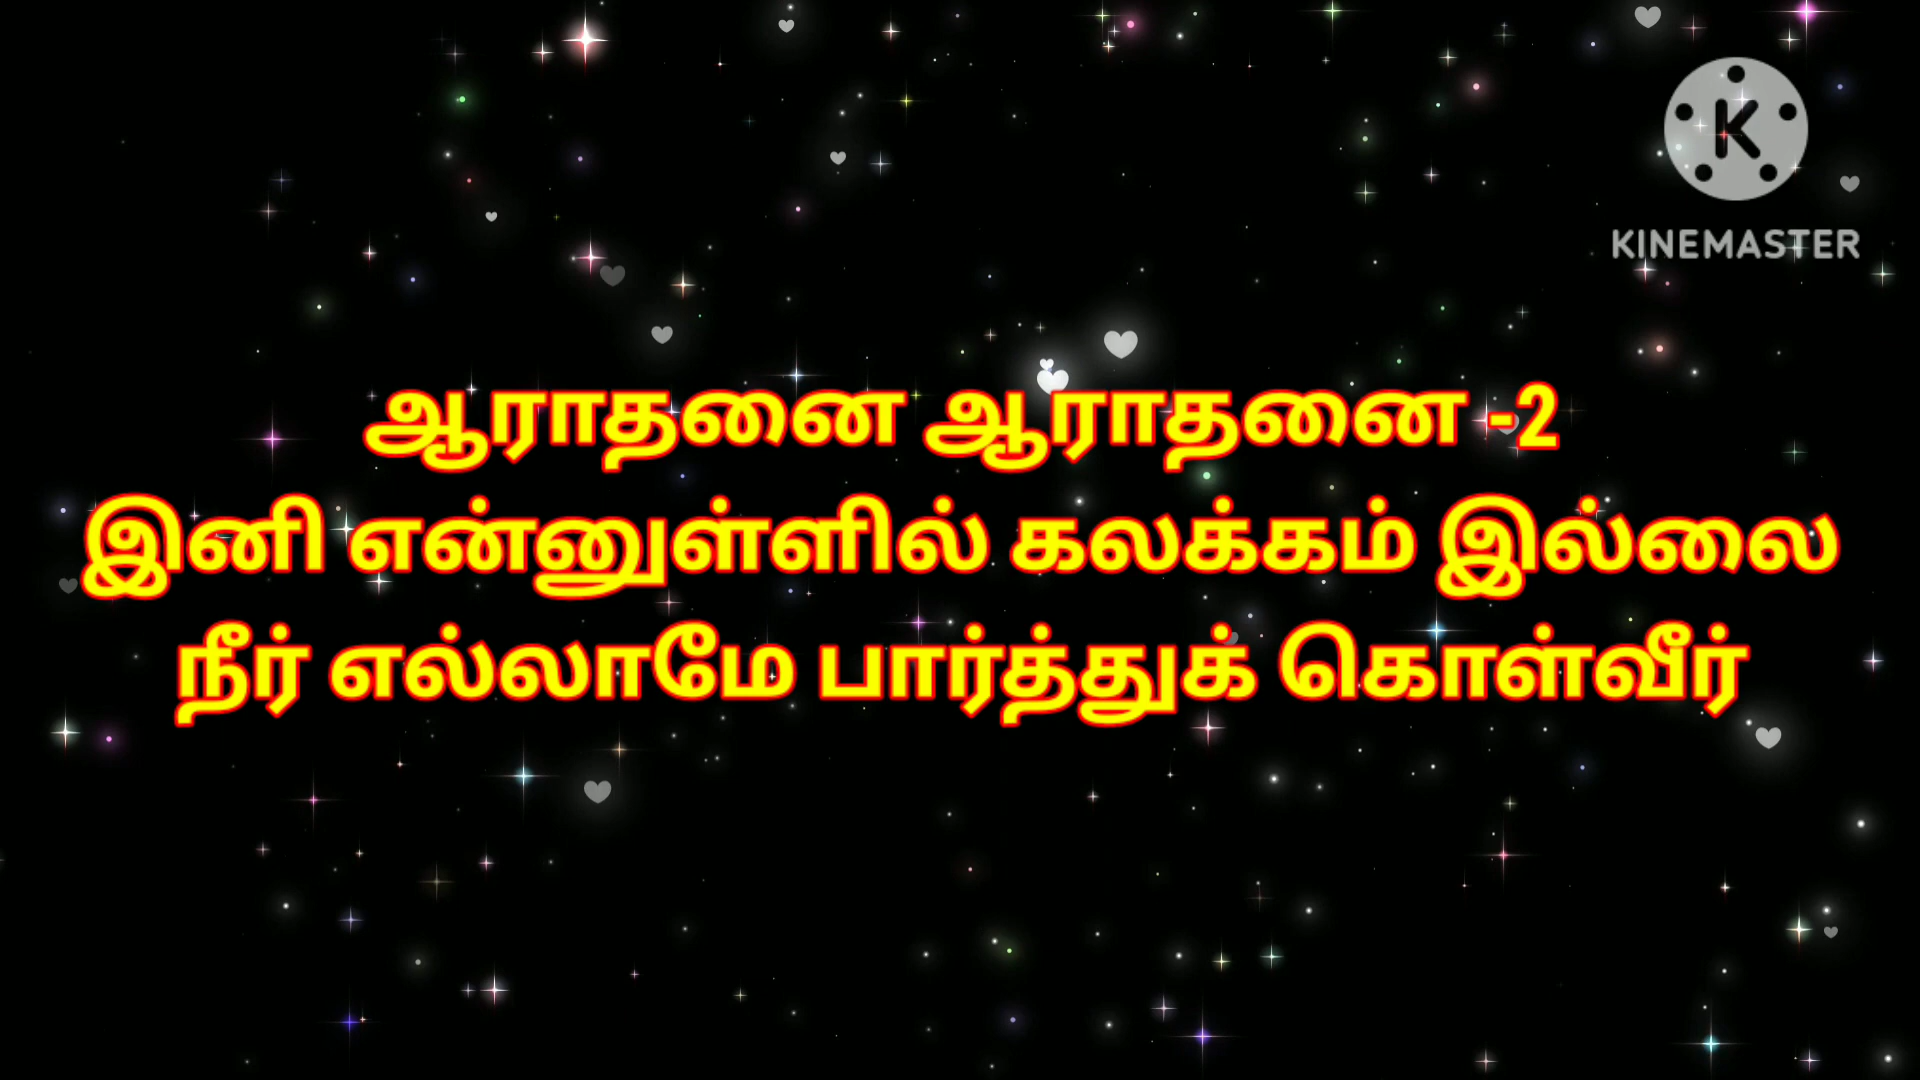 KINEMASTER
ஆராதனை ஆராதனை -2
இனி என்னுள்ளில் கலக்கம் இல்லை
நீர் எல்லாமே பார்த்துக் கொள்வீர்